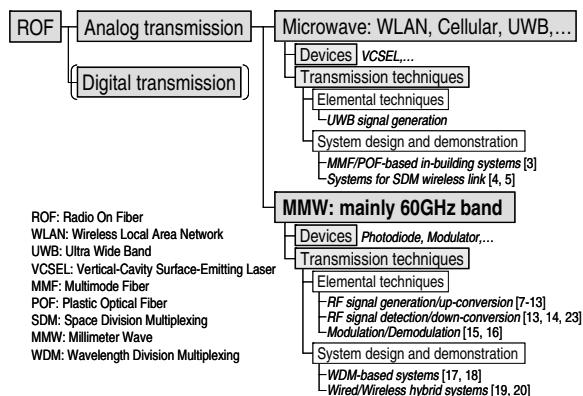 ROF
Analog transmission
Microwave: WLAN, Cellular, UWB,...
Devices VCSEL,...
Digital transmission
Transmission techniques
Elemental techniques
UWB signal generation
System design and demonstration
MMF/POF-based in-building systems [3]
Systems for SDM wireless link [4, 5]
MMW: mainly 60GHz band
Devices Photodiode, Modulator,...
Transmission techniques
Elemental techniques
RF signal generation/up-conversion [7-13]
RF signal detection/down-conversion [13, 14, 23]
Modulation/Demodulation [15, 16]
System design and demonstration
WDM-based systems [17, 18]
Wired/Wireless hybrid systems [19, 20]
ROF: Radio On Fiber
WLAN: Wireless Local Area Network
UWB: Ultra Wide Band
VCSEL: Vertical-Cavity Surface-Emitting Laser
MMF: Multimode Fiber
POF: Plastic Optical Fiber
SDM: Space Division Multiplexing
MMW: Millimeter Wave
WDM: Wavelength Division Multiplexing